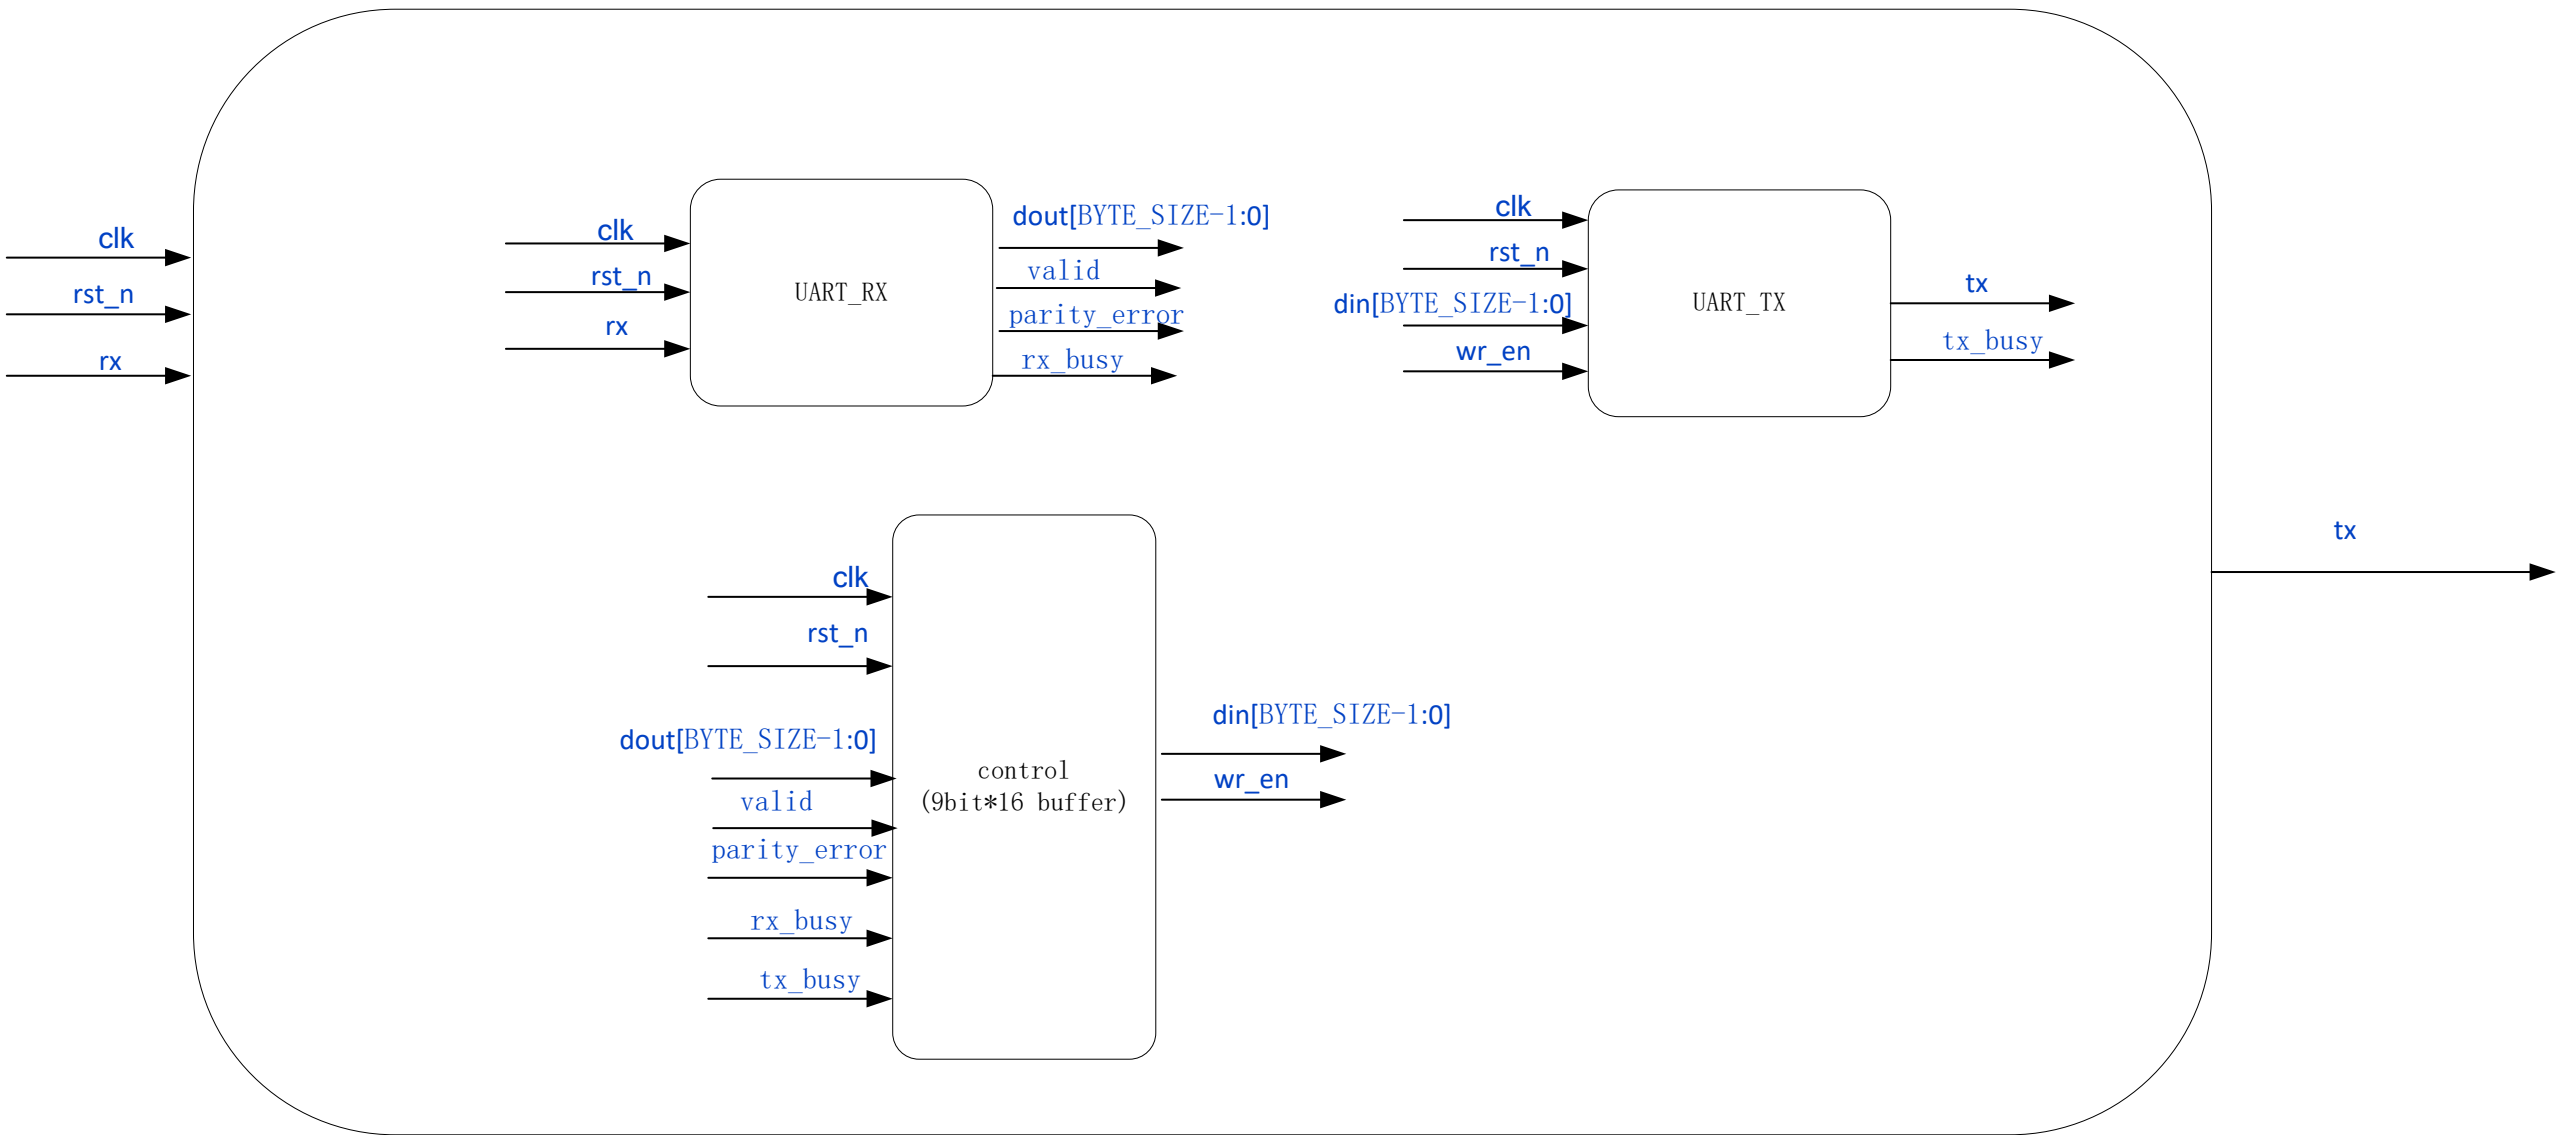 clk
rst_n
rx
clk
rst_n
rx
UART_RX
dout[BYTE_SIZE-1:0]
valid
parity_error
rx_busy
clk
rst_n
din[BYTE_SIZE-1:0]
wr_en
UART_TX
tx
tx_busy
clk
rst_n
dout[BYTE_SIZE-1:0]
valid
parity_error
rx_busy
tx_busy
control
(9bit*16 buffer)
din[BYTE_SIZE-1:0]
wr_en
tx